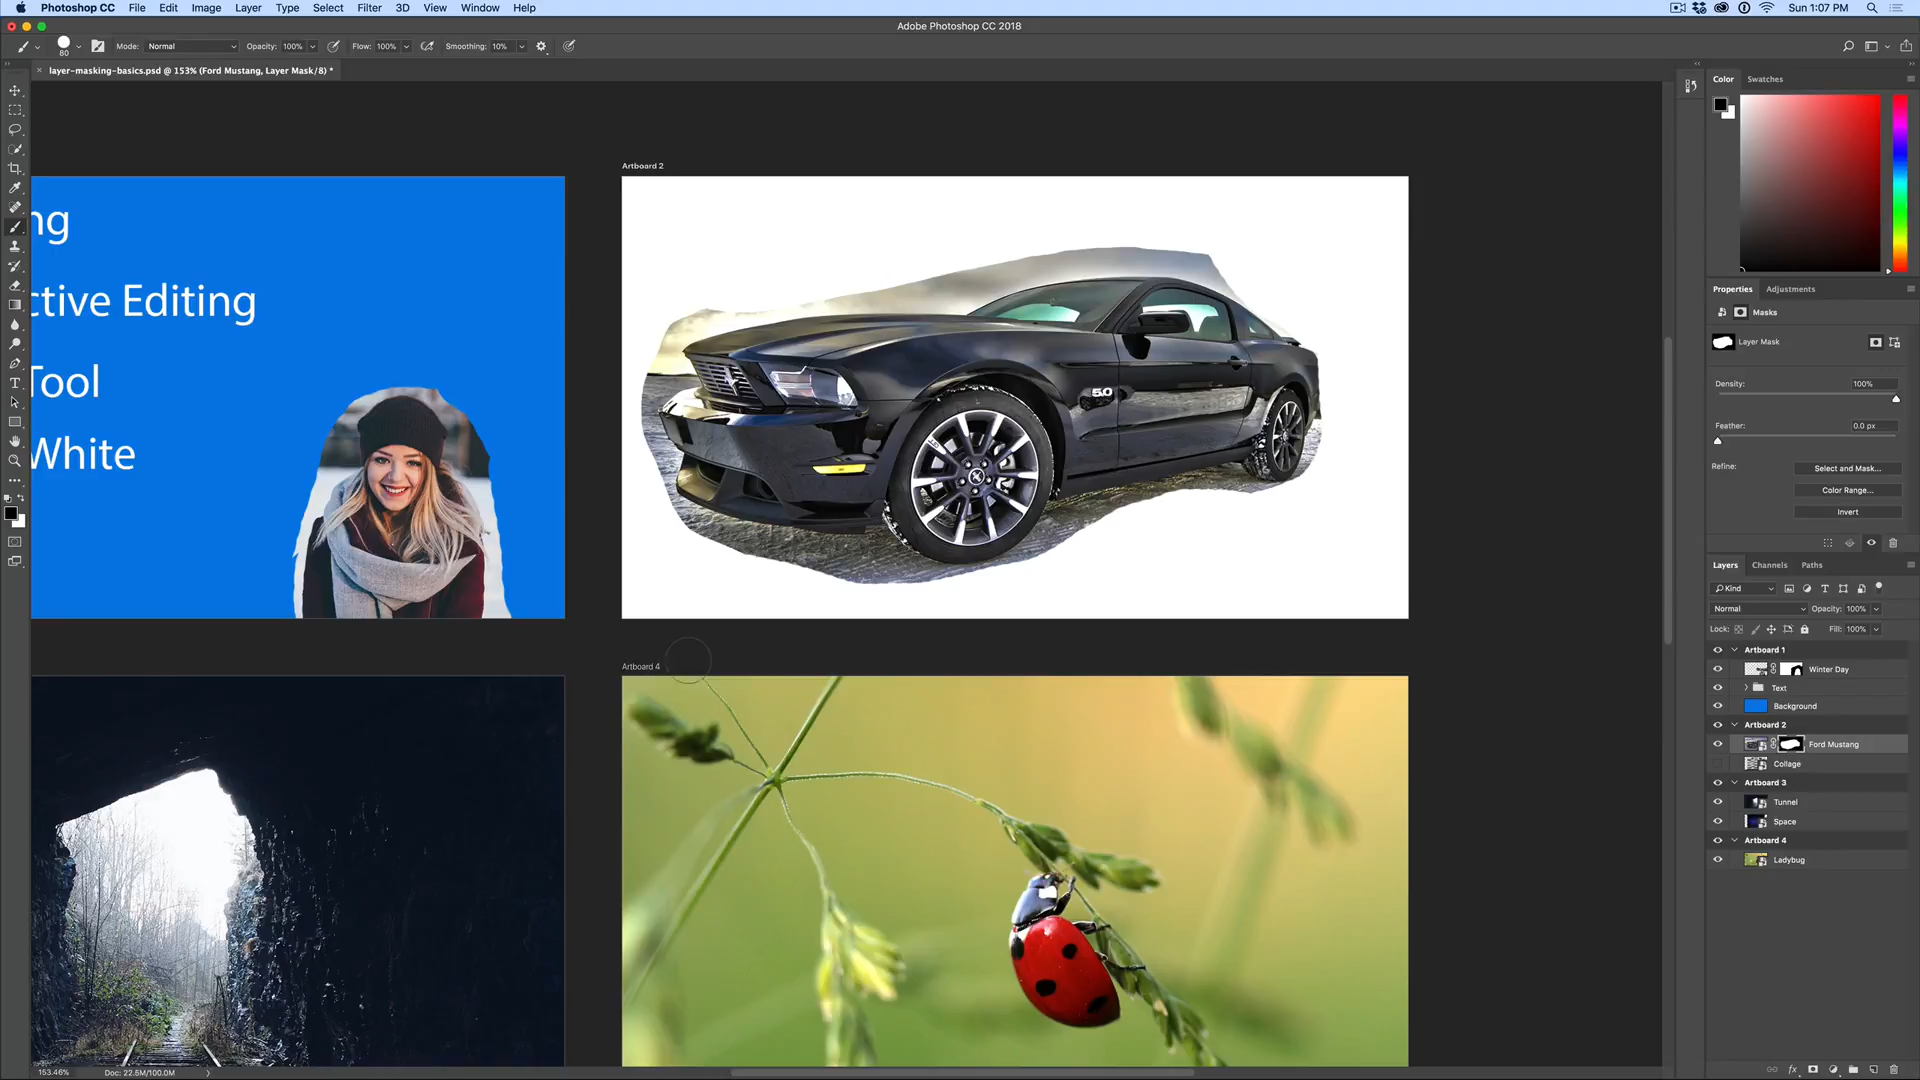 Photoshop CC File Edit Image Layer Type Select Filter 3D View Window Help Sun 1:07 PM
Adobe Photoshop CC 2018
80 Mode: Normal Opacity: 100% Flow: 100% Smoothing: 10%
× layer-masking-basics.psd @ 153% (Ford Mustang, Layer Mask/8) *
Color Swatches
Artboard 2
ng
ctive Editing
Tool
White
5.0
Artboard 4
Properties Adjustments
Masks
Layer Mask
Density: 100%
Feather: 0.0 px
Refine: Select and Mask...
Color Range...
Invert
Layers Channels Paths
Kind
Normal Opacity: 100%
Lock: Fill: 100%
Artboard 1
Winter Day
Text
Background
Artboard 2
Ford Mustang
Collage
Artboard 3
Tunnel
Space
Artboard 4
Ladybug
153.46% Doc: 22.5M/100.0M
fx